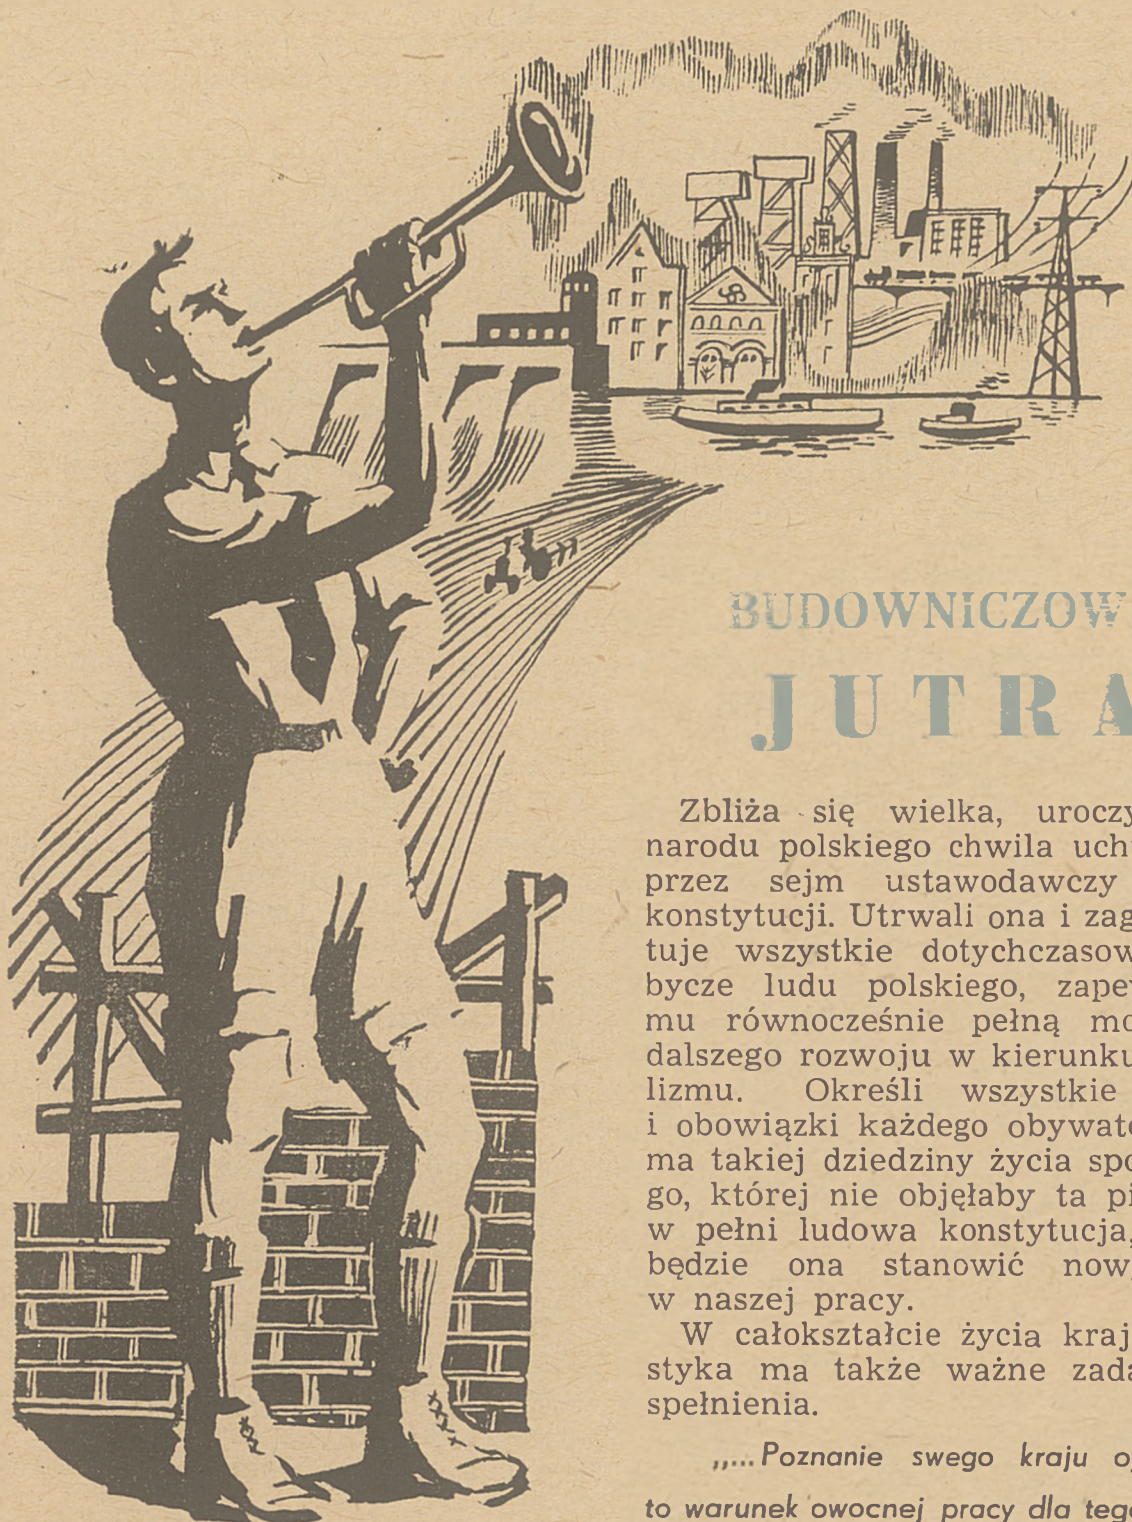 BUDOWNICZOW
JUTRA
Zbliża się wielka, uroczy
narodu polskiego chwila uch
przez sejm ustawodawczy
konstytucji. Utrwali ona i zag
tuje wszystkie dotychczasow
bycze ludu polskiego, zape
mu równocześnie pełną mo
dalszego rozwoju w kierunku
lizmu. Określi wszystkie
i obowiązki każdego obywate
ma takiej dziedziny życia spo
go, której nie objęłaby ta pi
w pełni ludowa konstytucja,
będzie ona stanowić now
w naszej pracy.
W całokształcie życia kraj
styka ma także ważne zada
spełnienia.
„...Poznanie swego kraju o
to warunek owocnej pracy dla teg